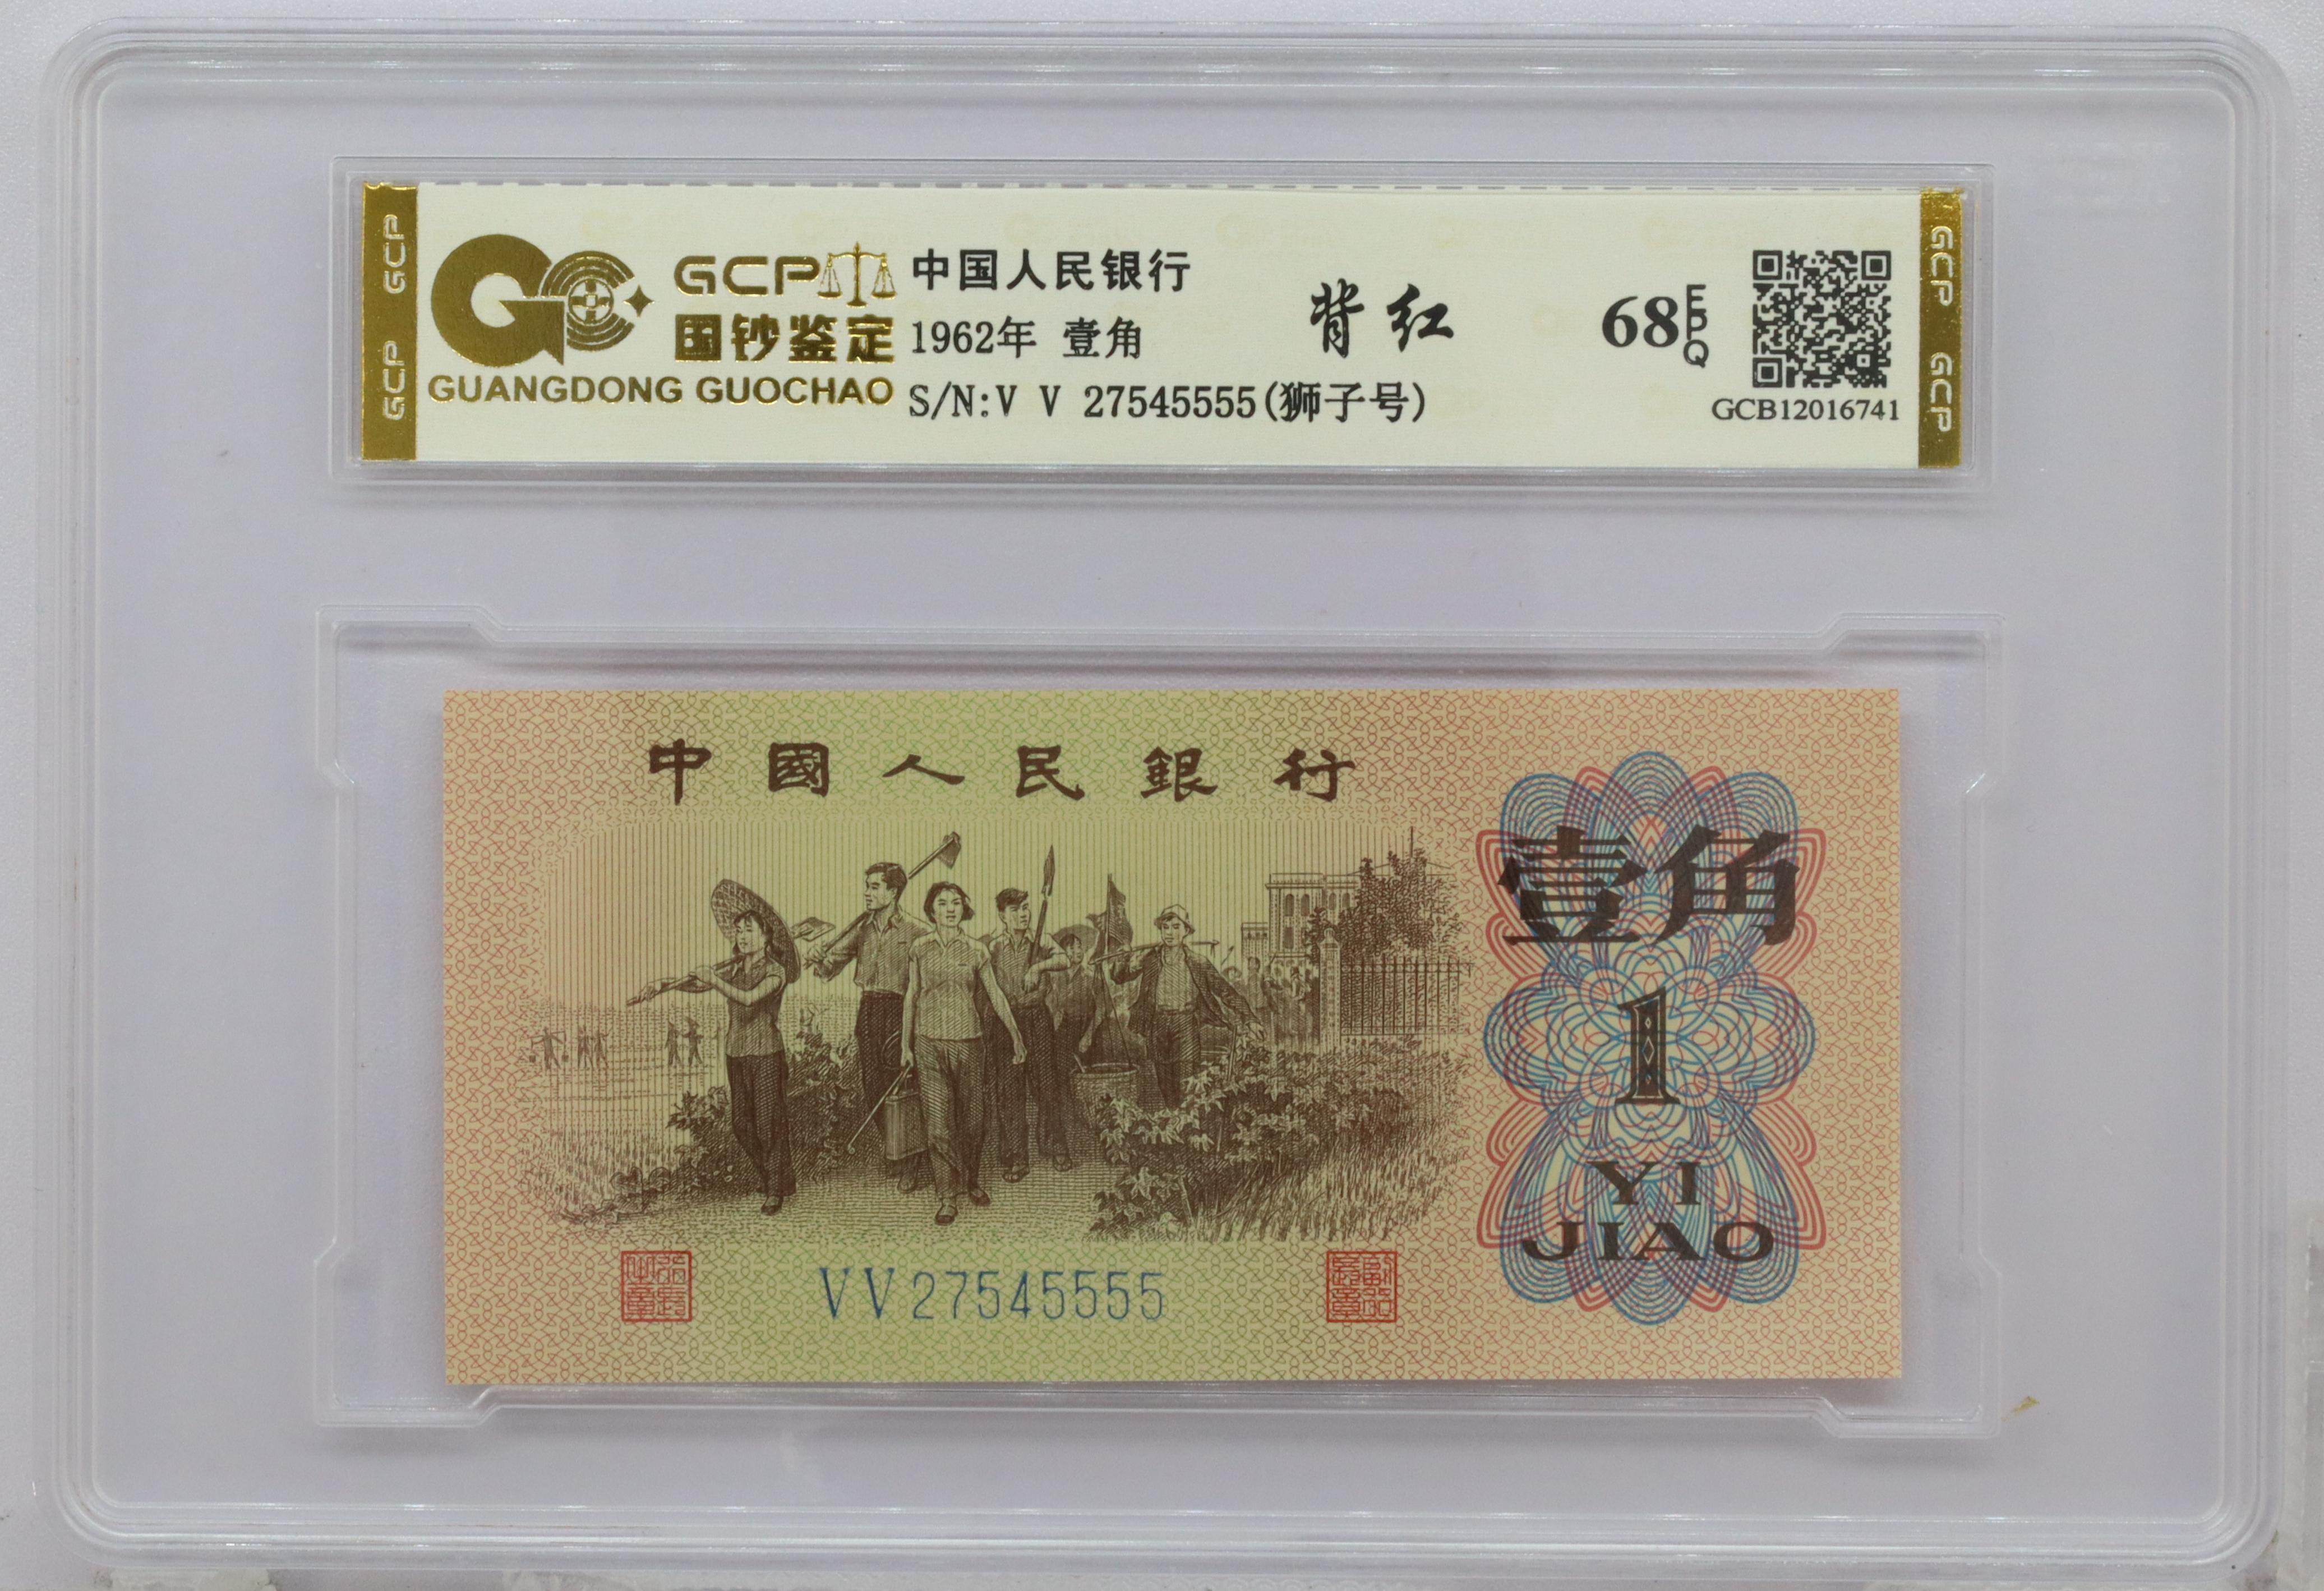 GCP
GCP
GCP
国钞鉴定
GUANGDONG GUOCHAO
中国人民银行
1962年 壹角
S/N:V V 27545555(狮子号)
背红
68 EPQ
GCB12016741
GCP
GCP
中國人民銀行
壹角
1
YI
JIAO
VV27545555